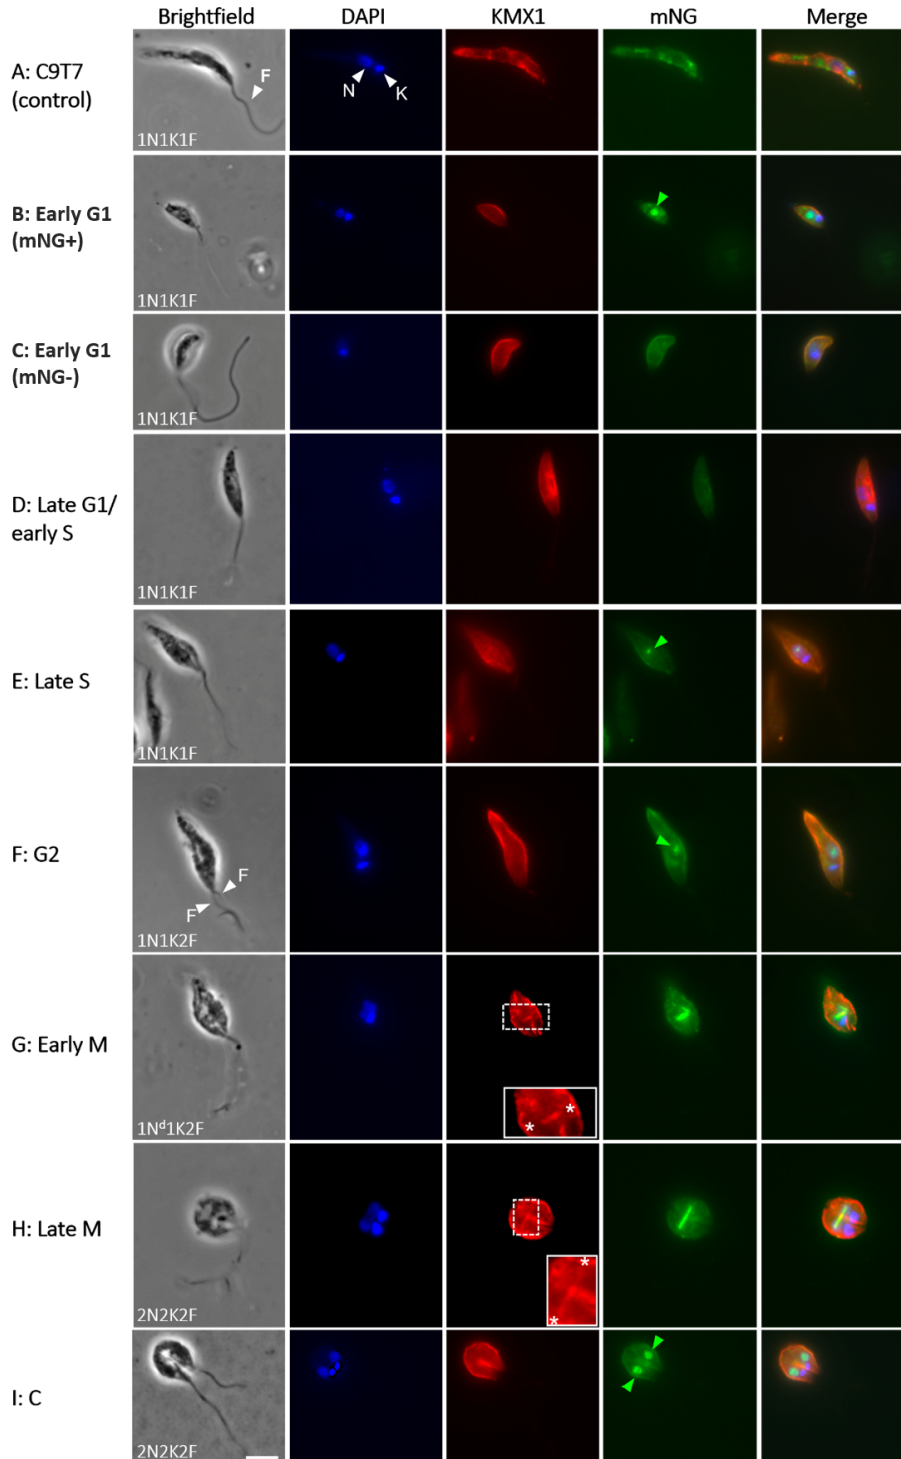 Brightfield DAPI KMX1 mNG Merge
A: C9T7
(control)
F
N
K
1N1K1F
B: Early G1
(mNG+)
1N1K1F
C: Early G1
(mNG-)
1N1K1F
D: Late G1/
early S
1N1K1F
E: Late S
1N1K1F
F: G2
F
F
1N1K2F
G: Early M
* *
1Nᵈ1K2F
H: Late M
*
*
2N2K2F
I: C
2N2K2F